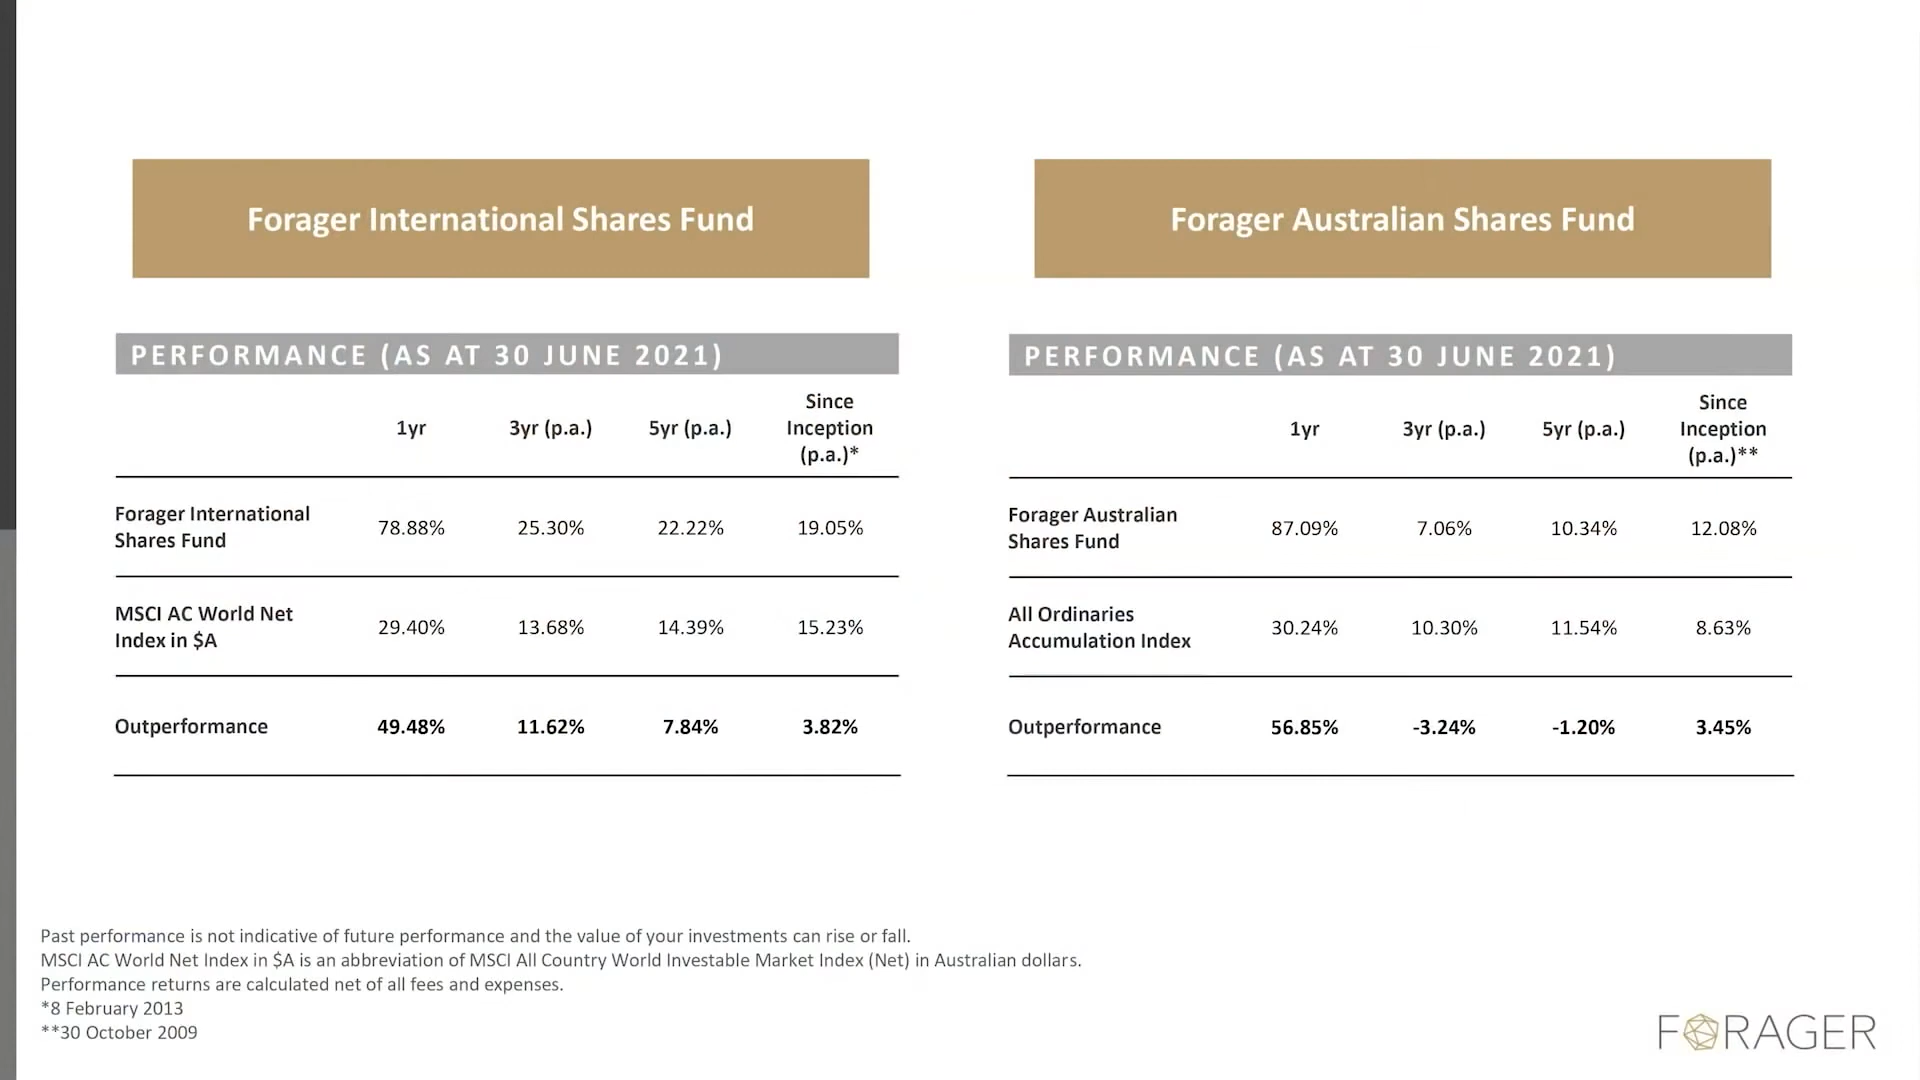 Forager International Shares Fund
PERFORMANCE (AS AT 30 JUNE 2021)
1yr 3yr (p.a.) 5yr (p.a.) Since Inception (p.a.)*
Forager International Shares Fund 78.88% 25.30% 22.22% 19.05%
MSCI AC World Net Index in $A 29.40% 13.68% 14.39% 15.23%
Outperformance 49.48% 11.62% 7.84% 3.82%
Forager Australian Shares Fund
PERFORMANCE (AS AT 30 JUNE 2021)
1yr 3yr (p.a.) 5yr (p.a.) Since Inception (p.a.)**
Forager Australian Shares Fund 87.09% 7.06% 10.34% 12.08%
All Ordinaries Accumulation Index 30.24% 10.30% 11.54% 8.63%
Outperformance 56.85% -3.24% -1.20% 3.45%
Past performance is not indicative of future performance and the value of your investments can rise or fall.
MSCI AC World Net Index in $A is an abbreviation of MSCI All Country World Investable Market Index (Net) in Australian dollars.
Performance returns are calculated net of all fees and expenses.
*8 February 2013
**30 October 2009
FORAGER